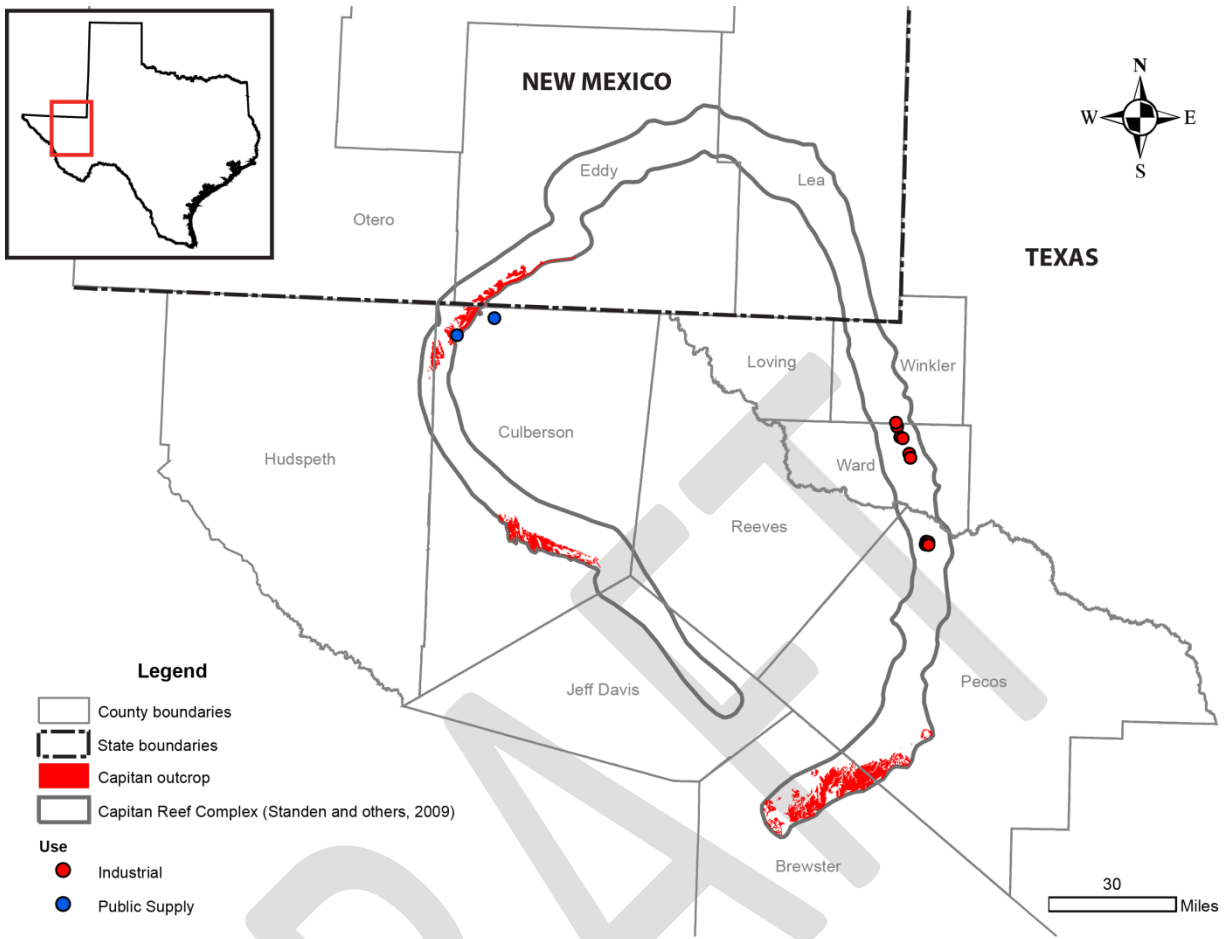 NEW MEXICO
N
W E
S
Eddy
Lea
Otero
TEXAS
Loving
Winkler
Culberson
Hudspeth
Ward
Reeves
Legend
Jeff Davis
Pecos
County boundaries
State boundaries
Capitan outcrop
Capitan Reef Complex (Standen and others, 2009)
Use
Industrial
Public Supply
Brewster
30
Miles
DRAFT